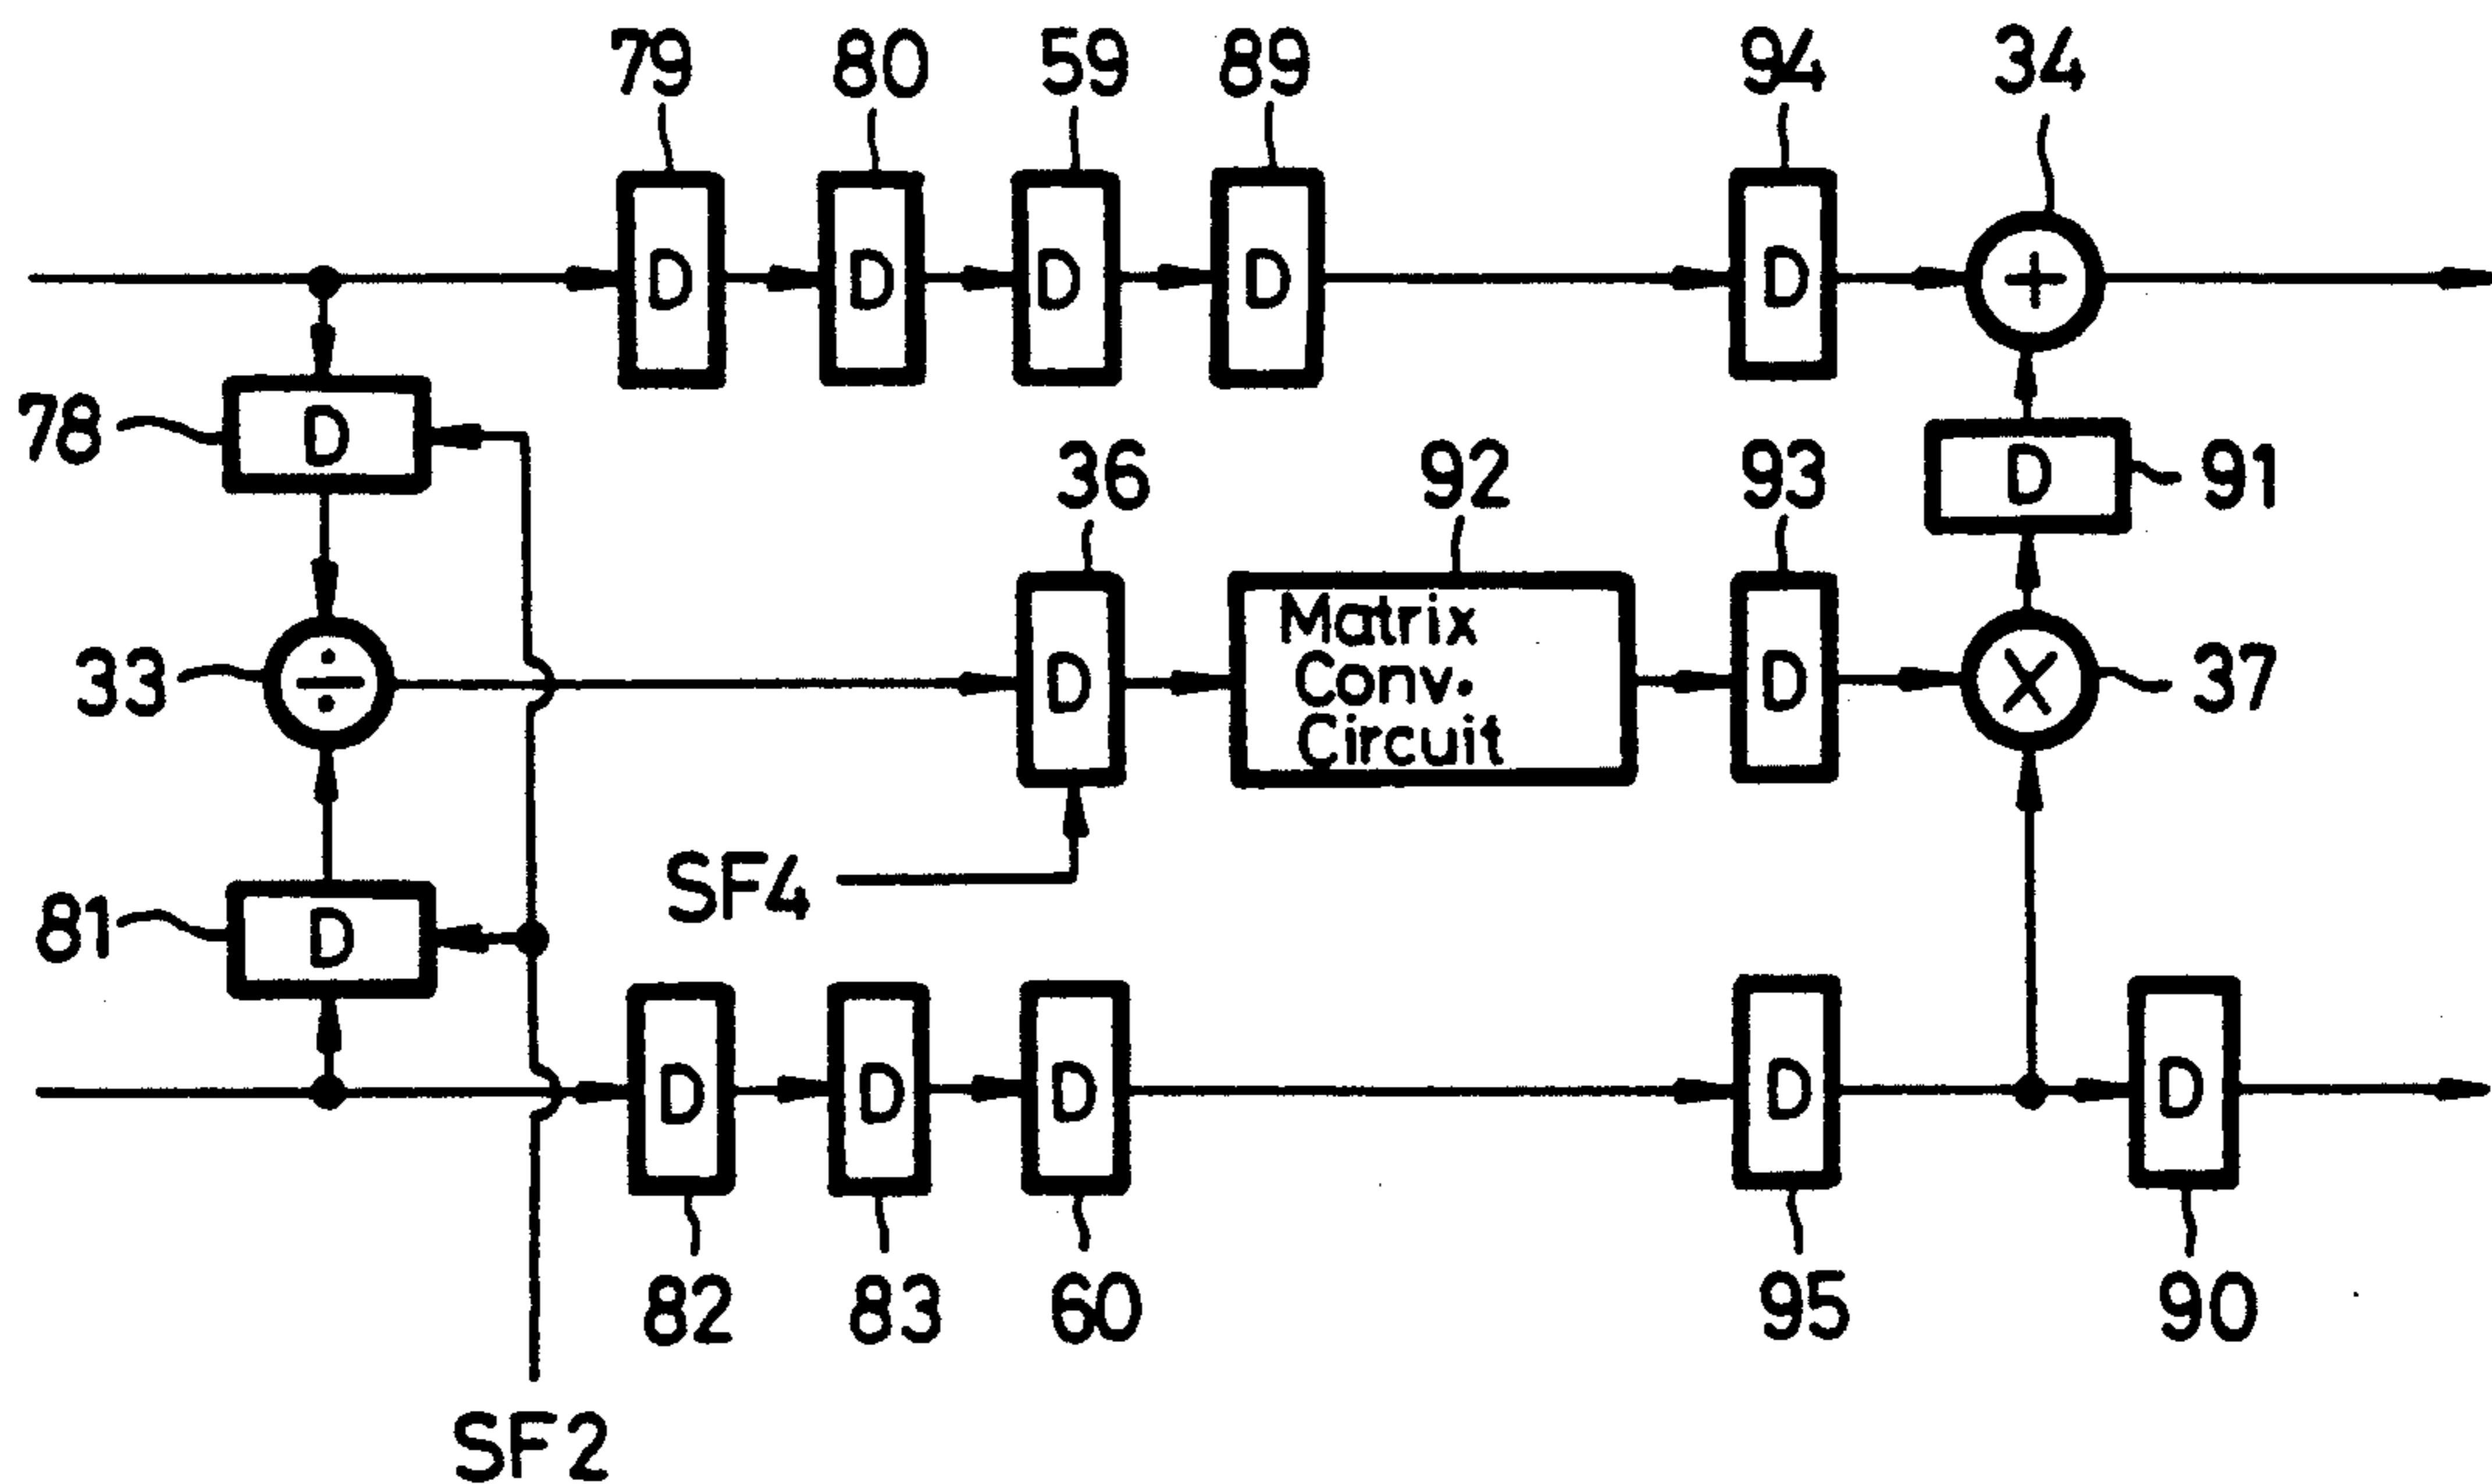 79 80 59 89 94 34
D D D D D +
78 D
36 92 93 D 91
33 ÷ D Matrix
Conv.
Circuit D X 37
SF4
81 D
D D D D D
82 83 60 95 90
SF2